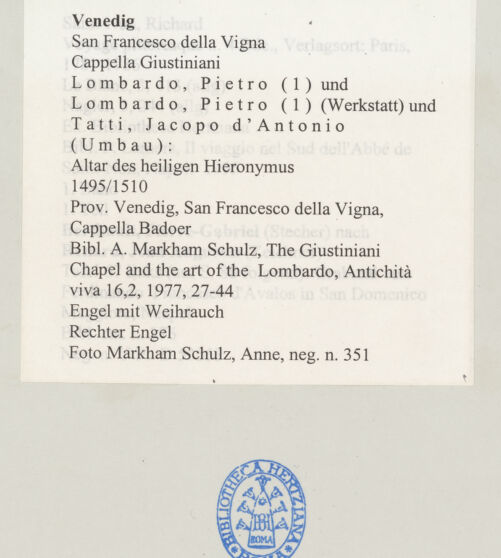 Venedig
San Francesco della Vigna
Cappella Giustiniani
Lombardo, Pietro (1) und
Lombardo, Pietro (1) (Werkstatt) und
Tatti, Jacopo d'Antonio
(Umbau):
Altar des heiligen Hieronymus
1495/1510
Prov. Venedig, San Francesco della Vigna,
Cappella Badoer
Bibl. A. Markham Schulz, The Giustiniani
Chapel and the art of the Lombardo, Antichità
viva 16,2, 1977, 27-44
Engel mit Weihrauch
Rechter Engel
Foto Markham Schulz, Anne, neg. n. 351
BIBLIOTHECA HERTZIANA
ROMA